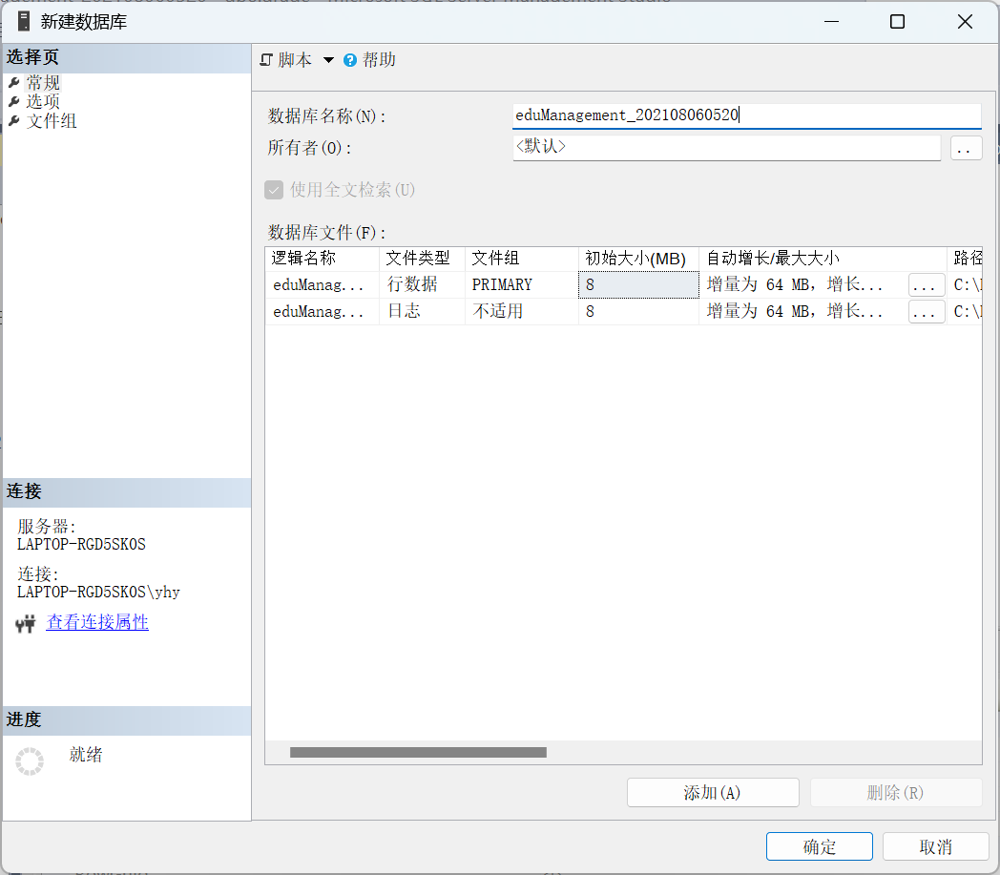 新建数据库
选择页
常规
选项
文件组
脚本 帮助
数据库名称(N):
eduManagement_202108060520
所有者(O):
<默认>
..
使用全文检索(U)
数据库文件(F):
逻辑名称 文件类型 文件组 初始大小(MB) 自动增长/最大大小 路径
eduManag... 行数据 PRIMARY 8 增量为 64 MB，增长... ... C:\
eduManag... 日志 不适用 8 增量为 64 MB，增长... ... C:\
连接
服务器:
LAPTOP-RGD5SKOS
连接:
LAPTOP-RGD5SKOS\yhy
查看连接属性
进度
就绪
添加(A) 删除(R)
确定 取消